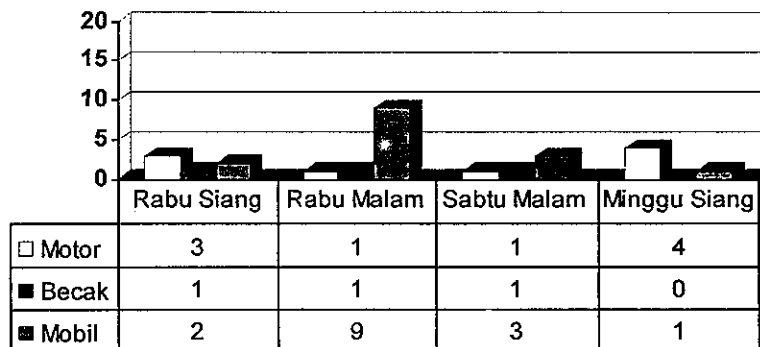 20
15
10
5
0
Rabu Siang Rabu Malam Sabtu Malam Minggu Siang
Motor 3 1 1 4
Becak 1 1 1 0
Mobil 2 9 3 1